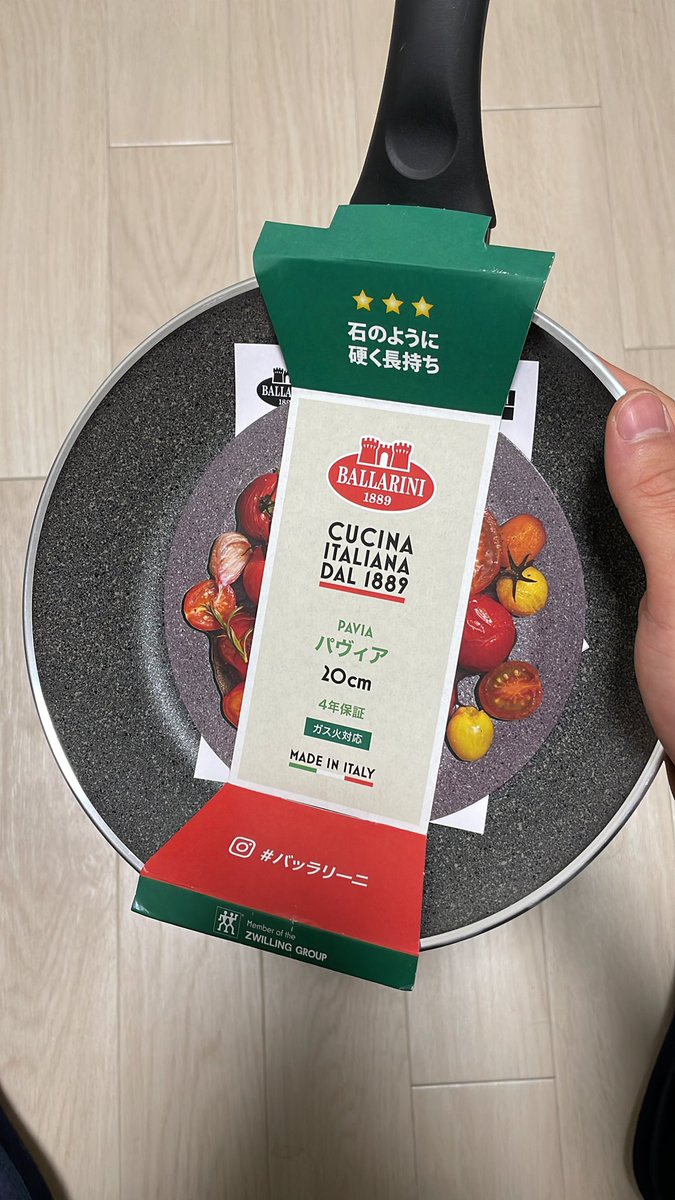 石のように
硬く長持ち
BALLARINI
1889
BALLARINI
1889
CUCINA
ITALIANA
DAL 1889
PAVIA
パヴィア
20cm
4年保証
ガス火対応
MADE IN ITALY
#バッラリーニ
Member of the
ZWILLING GROUP